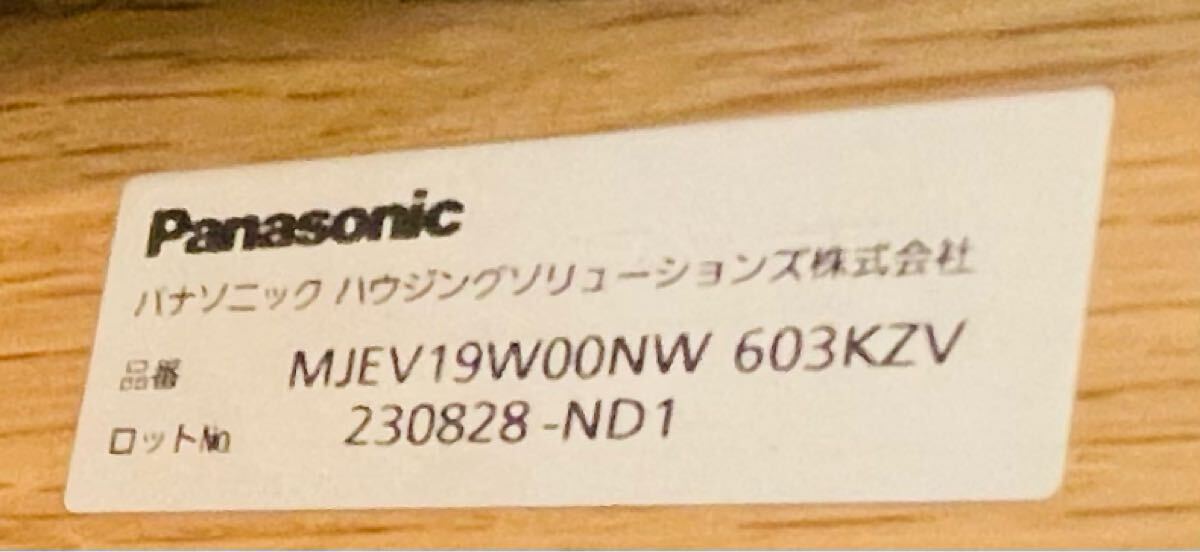 Panasonic
パナソニック ハウジングソリューションズ株式会社
品番 MJEV19W00NW 603KZV
ロット№ 230828-ND1